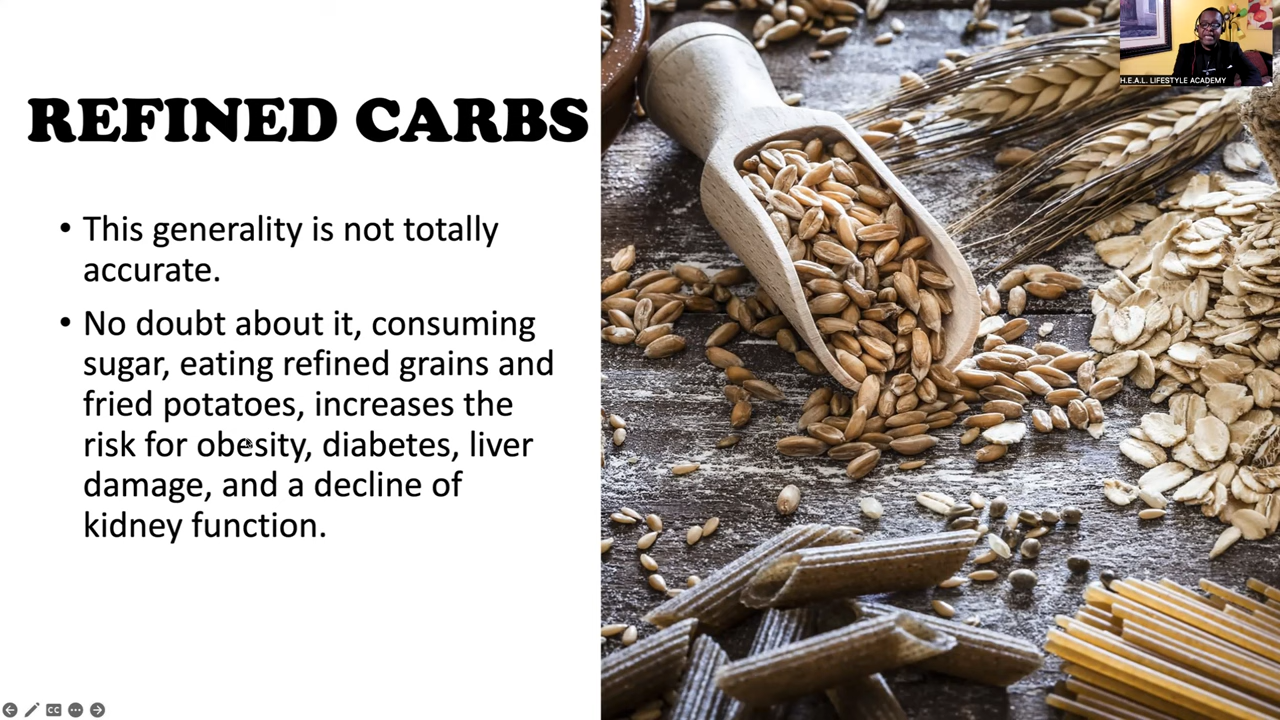 REFINED CARBS
• This generality is not totally
accurate.
• No doubt about it, consuming
sugar, eating refined grains and
fried potatoes, increases the
risk for obesity, diabetes, liver
damage, and a decline of
kidney function.
H.E.A.L. LIFESTYLE ACADEMY
CC